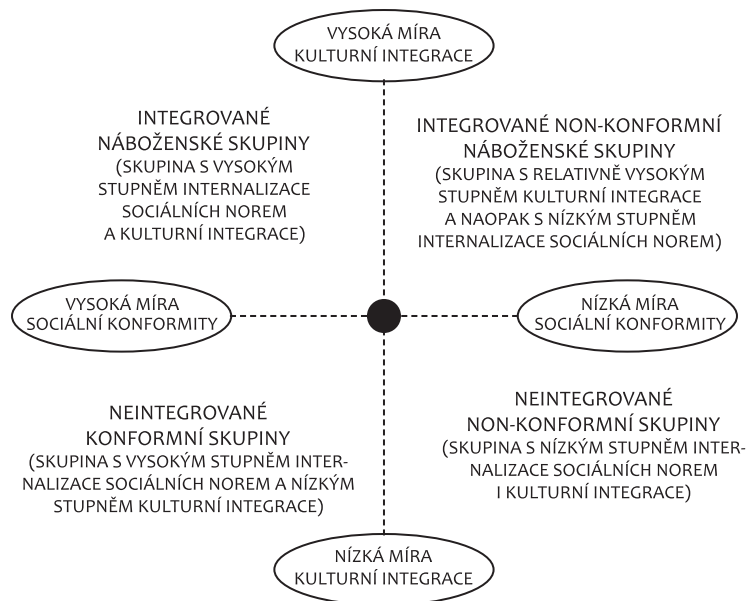 VYSOKÁ MÍRA
KULTURNÍ INTEGRACE
INTEGROVANÉ
NÁBOŽENSKÉ SKUPINY
(SKUPINA S VYSOKÝM
STUPNĚM INTERNALIZACE
SOCIÁLNÍCH NOREM
A KULTURNÍ INTEGRACE)
INTEGROVANÉ NON-KONFORMNÍ
NÁBOŽENSKÉ SKUPINY
(SKUPINA S RELATIVNĚ VYSOKÝM
STUPNĚM KULTURNÍ INTEGRACE
A NAOPAK S NÍZKÝM STUPNĚM
INTERNALIZACE SOCIÁLNÍCH NOREM)
VYSOKÁ MÍRA
SOCIÁLNÍ KONFORMITY
NÍZKÁ MÍRA
SOCIÁLNÍ KONFORMITY
NEINTEGROVANÉ
KONFORMNÍ SKUPINY
(SKUPINA S VYSOKÝM STUPNĚM INTER-
NALIZACE SOCIÁLNÍCH NOREM A NÍZKÝM
STUPNĚM KULTURNÍ INTEGRACE)
NEINTEGROVANÉ
NON-KONFORMNÍ SKUPINY
(SKUPINA S NÍZKÝM STUPNĚM INTER-
NALIZACE SOCIÁLNÍCH NOREM
I KULTURNÍ INTEGRACE)
NÍZKÁ MÍRA
KULTURNÍ INTEGRACE